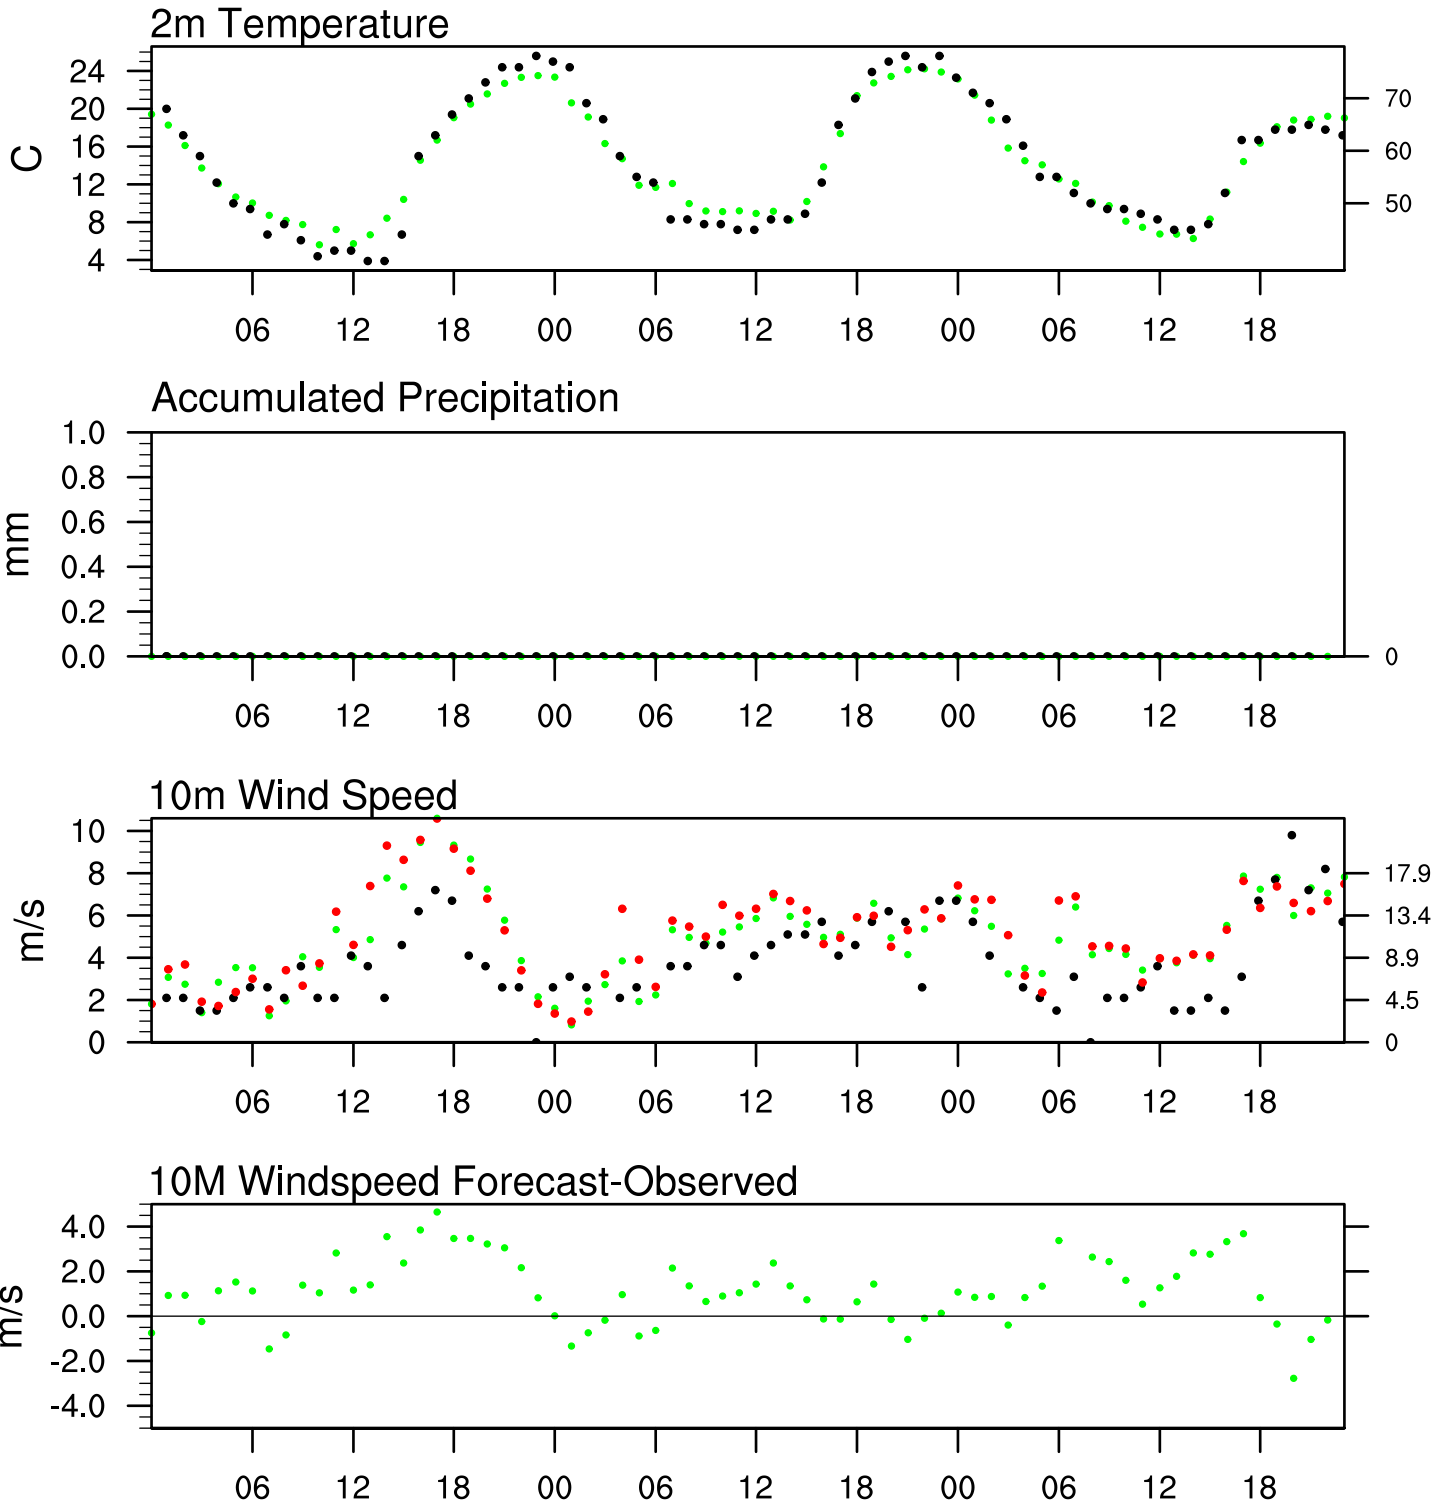 2m Temperature
24
20
16
12
8
4
C
70
60
50
06 12 18 00 06 12 18 00 06 12 18
Accumulated Precipitation
1.0
0.8
0.6
0.4
0.2
0.0
mm
0
06 12 18 00 06 12 18 00 06 12 18
10m Wind Speed
10
8
6
4
2
0
m/s
17.9
13.4
8.9
4.5
0
06 12 18 00 06 12 18 00 06 12 18
10M Windspeed Forecast-Observed
4.0
2.0
0.0
-2.0
-4.0
m/s
06 12 18 00 06 12 18 00 06 12 18